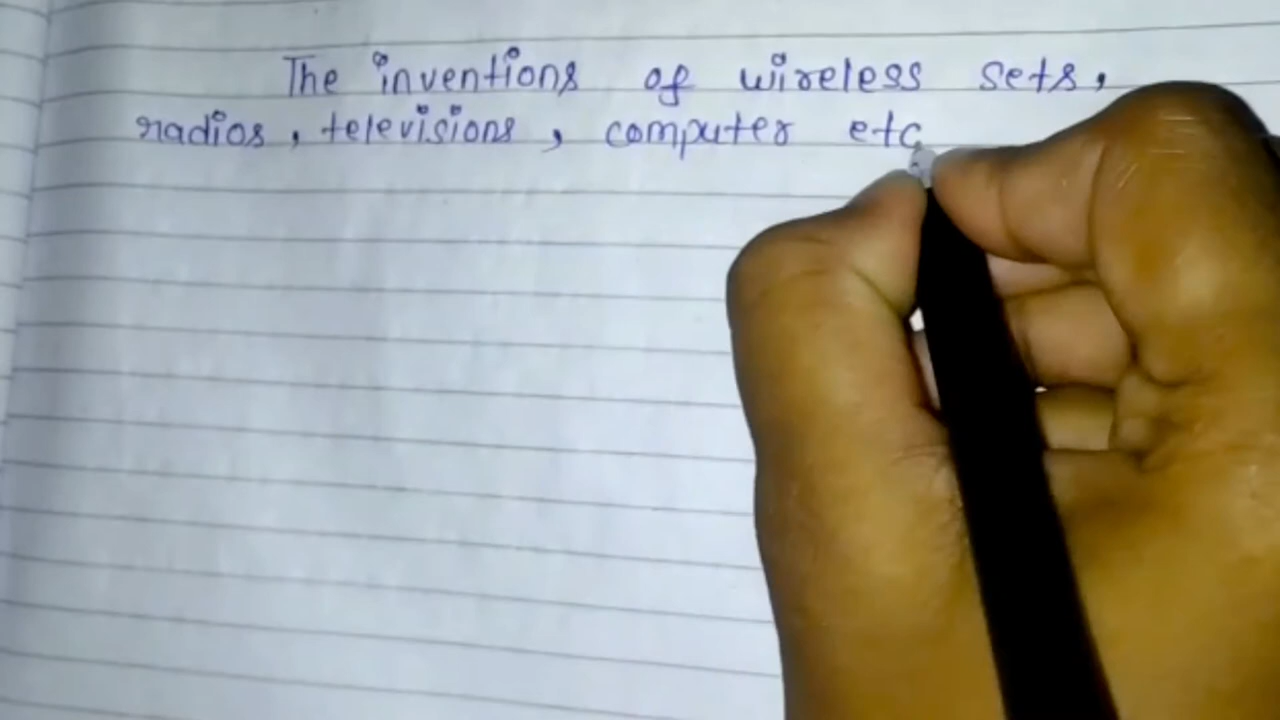 The inventions of wireless sets,
radios, televisions, computer etc